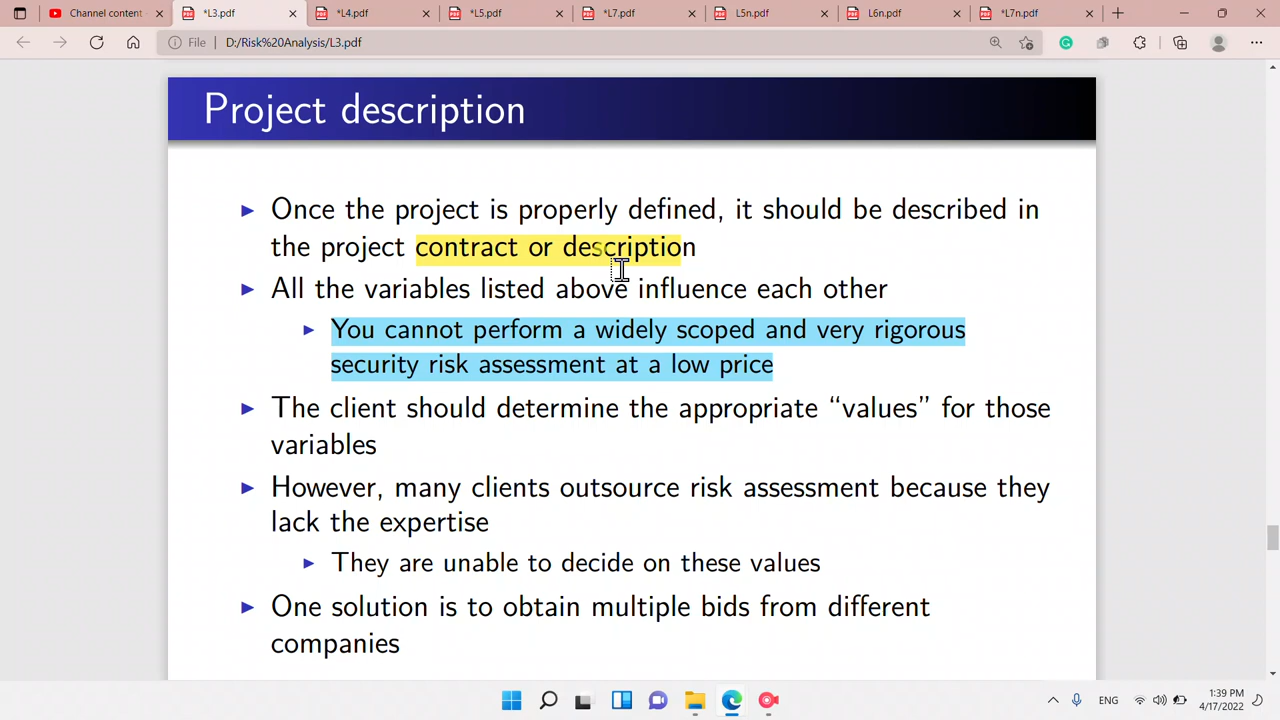 Channel content - 
*L3.pdf
*L4.pdf
*L5.pdf
*L7.pdf
L5n.pdf
L6n.pdf
*L7n.pdf
File
D:/Risk%20Analysis/L3.pdf
Project description
Once the project is properly defined, it should be described in
the project contract or description
All the variables listed above influence each other
You cannot perform a widely scoped and very rigorous
security risk assessment at a low price
The client should determine the appropriate “values” for those
variables
However, many clients outsource risk assessment because they
lack the expertise
They are unable to decide on these values
One solution is to obtain multiple bids from different
companies
ENG
1:39 PM
4/17/2022